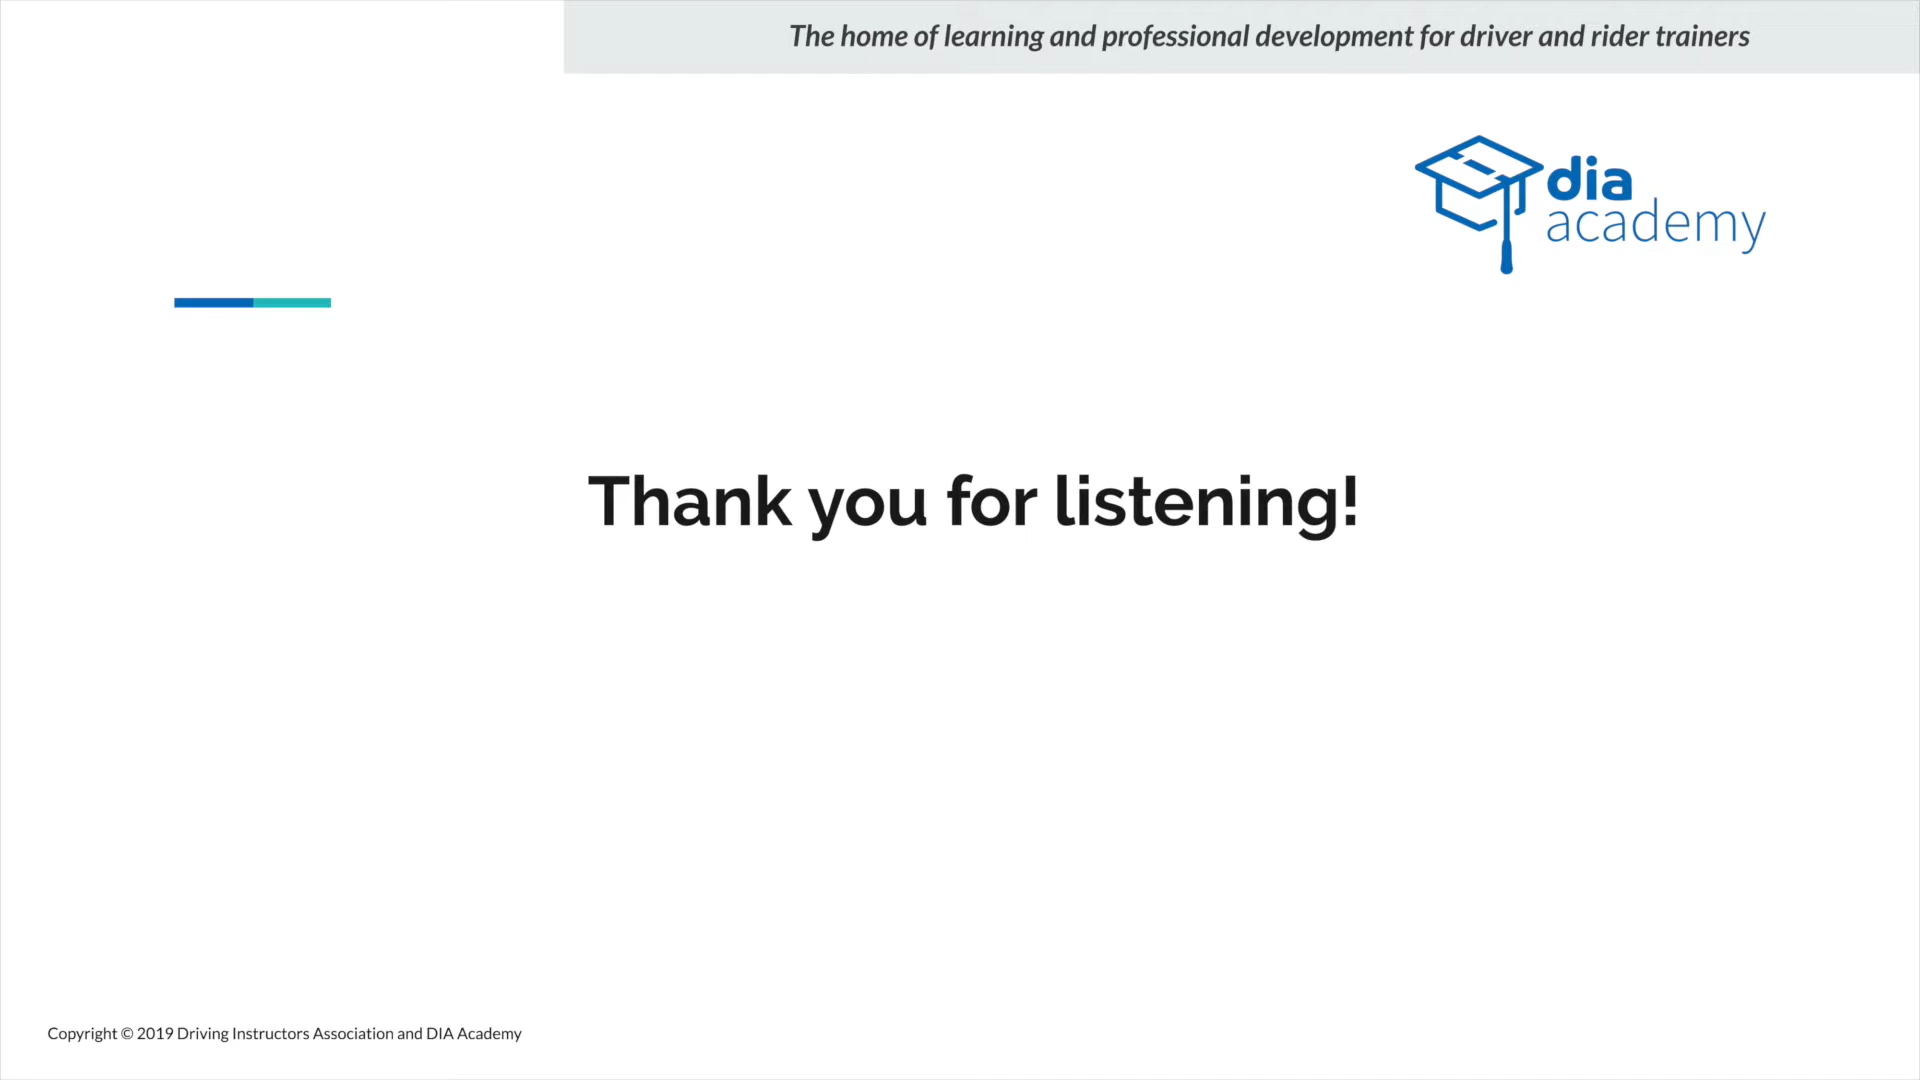 The home of learning and professional development for driver and rider trainers
dia
academy
Thank you for listening!
Copyright © 2019 Driving Instructors Association and DIA Academy